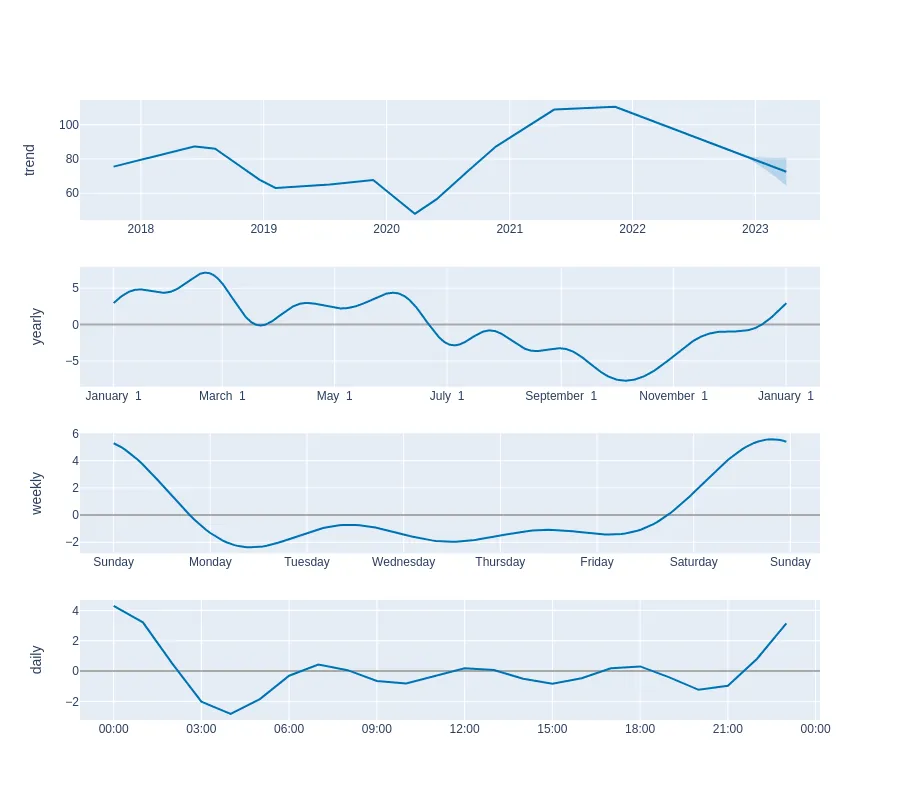 trend
100
80
60
2018 2019 2020 2021 2022 2023
yearly
5
0
−5
January 1 March 1 May 1 July 1 September 1 November 1 January 1
weekly
6
4
2
0
−2
Sunday Monday Tuesday Wednesday Thursday Friday Saturday Sunday
daily
4
2
0
−2
00:00 03:00 06:00 09:00 12:00 15:00 18:00 21:00 00:00